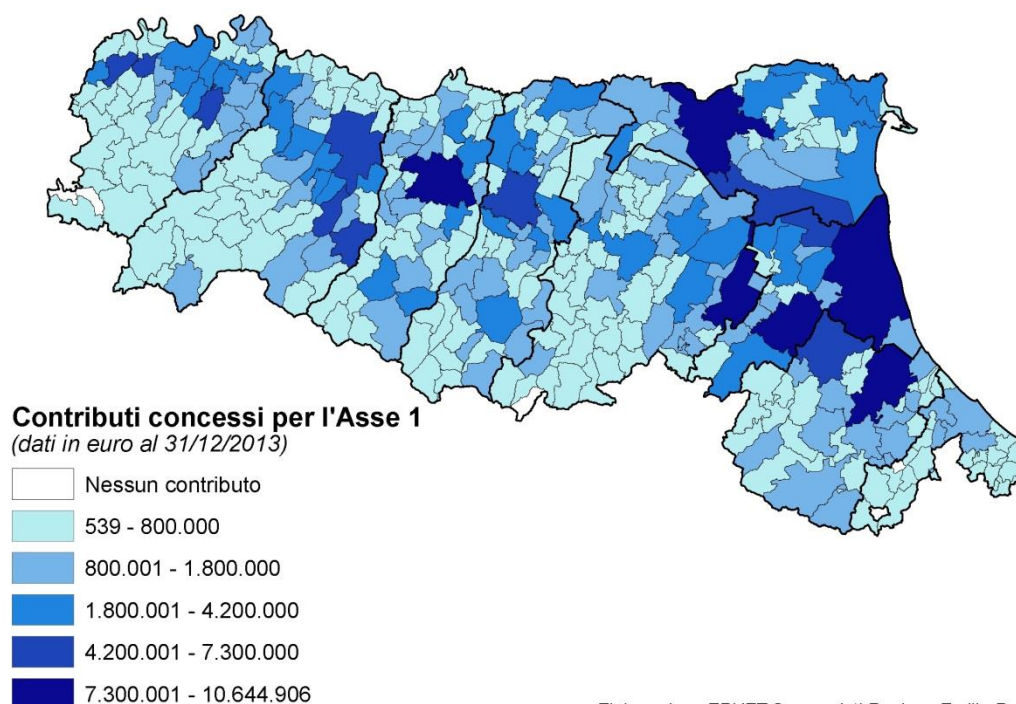 Contributi concessi per l'Asse 1
(dati in euro al 31/12/2013)
Nessun contributo
539 - 800.000
800.001 - 1.800.000
1.800.001 - 4.200.000
4.200.001 - 7.300.000
7.300.001 - 10.644.906